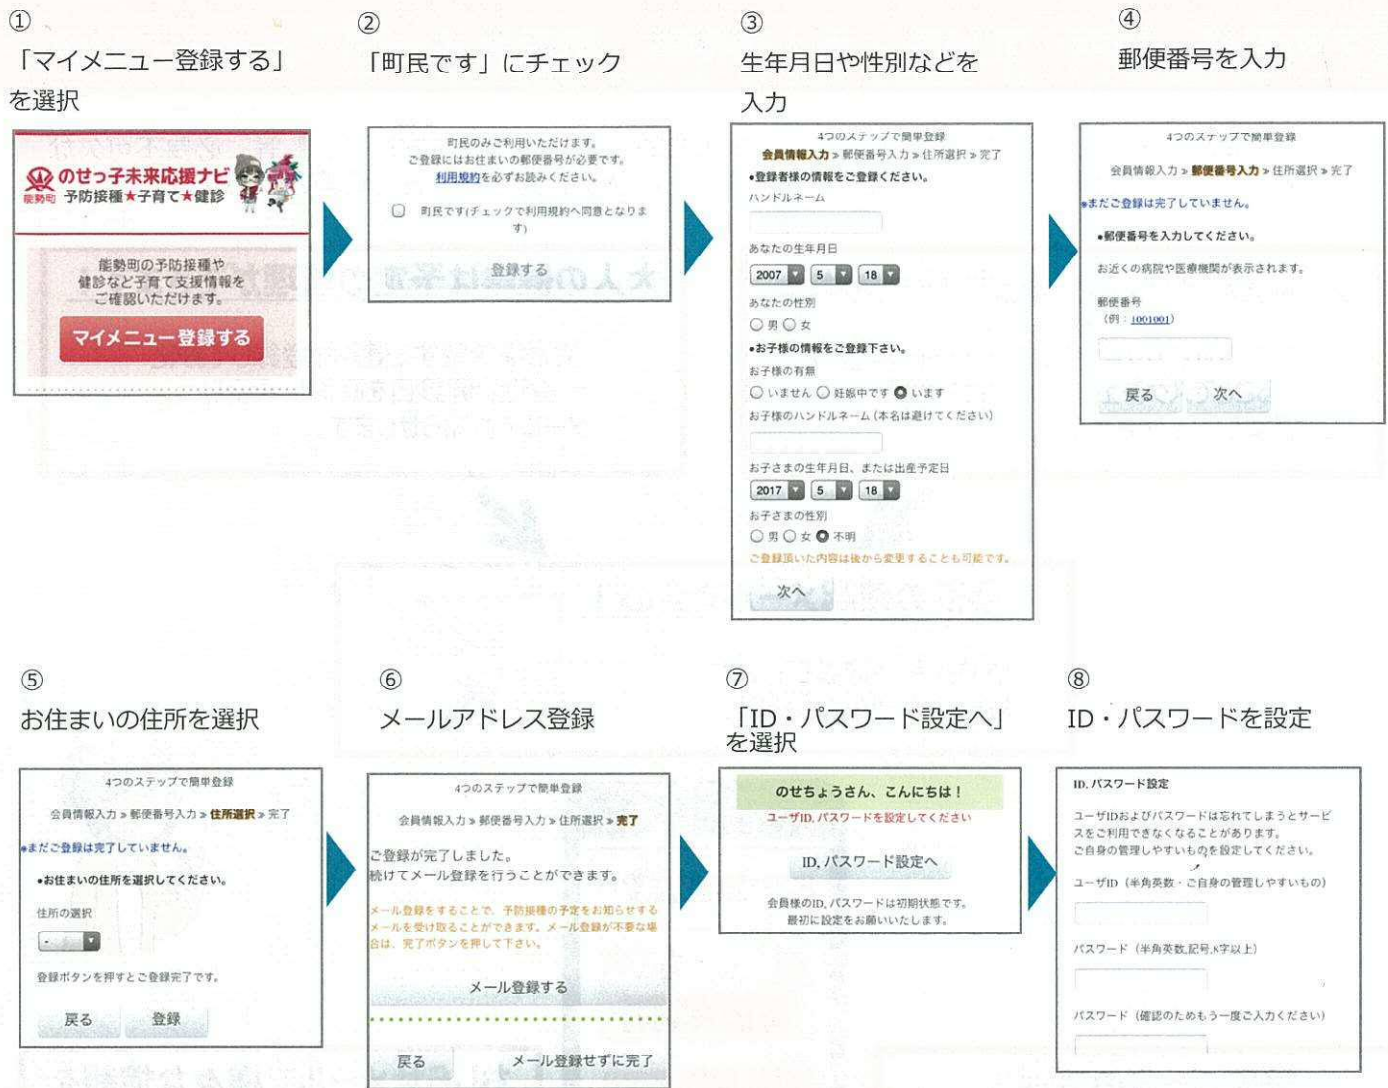 ①
「マイメニュー登録する」
を選択
能勢町
のせっ子未来応援ナビ
予防接種★子育て★健診
能勢町の予防接種や
健診など子育て支援情報を
ご確認いただけます。
マイメニュー登録する
②
「町民です」にチェック
町民のみご利用いただけます。
ご登録にはお住まいの郵便番号が必要です。
利用規約を必ずお読みください。
町民です(チェックで利用規約へ同意となりま
す)
登録する
③
生年月日や性別などを
入力
4つのステップで簡単登録
会員情報入力 » 郵便番号入力 » 住所選択 » 完了
•登録者様の情報をご登録ください。
ハンドルネーム
あなたの生年月日
2007 5 18
あなたの性別
男 女
•お子様の情報をご登録下さい。
お子様の有無
いません 妊娠中です います
お子様のハンドルネーム(本名は避けてください)
お子さまの生年月日、または出産予定日
2017 5 18
お子さまの性別
男 女 不明
ご登録頂いた内容は後から変更することも可能です。
次へ
④
郵便番号を入力
4つのステップで簡単登録
会員情報入力 » 郵便番号入力 » 住所選択 » 完了
※まだご登録は完了していません。
•郵便番号を入力してください。
お近くの病院や医療機関が表示されます。
郵便番号
(例：1001001)
戻る 次へ
⑤
お住まいの住所を選択
4つのステップで簡単登録
会員情報入力 » 郵便番号入力 » 住所選択 » 完了
※まだご登録は完了していません。
•お住まいの住所を選択してください。
住所の選択
-
登録ボタンを押すとご登録完了です。
戻る 登録
⑥
メールアドレス登録
4つのステップで簡単登録
会員情報入力 » 郵便番号入力 » 住所選択 » 完了
ご登録が完了しました。
続けてメール登録を行うことができます。
メール登録をすることで、予防接種の予定をお知らせする
メールを受け取ることができます。メール登録が不要な場
合は、完了ボタンを押して下さい。
メール登録する
戻る メール登録せずに完了
⑦
「ID・パスワード設定へ」
を選択
のせちょうさん、こんにちは！
ユーザID, パスワードを設定してください
ID, パスワード設定へ
会員様のID, パスワードは初期状態です。
最初に設定をお願いいたします。
⑧
ID・パスワードを設定
ID, パスワード設定
ユーザIDおよびパスワードは忘れてしまうとサービ
スをご利用できなくなることがあります。
ご自身の管理しやすいものを設定してください。
ユーザID（半角英数・ご自身の管理しやすいもの）
パスワード（半角英数,記号,8字以上）
パスワード（確認のためもう一度ご入力ください）